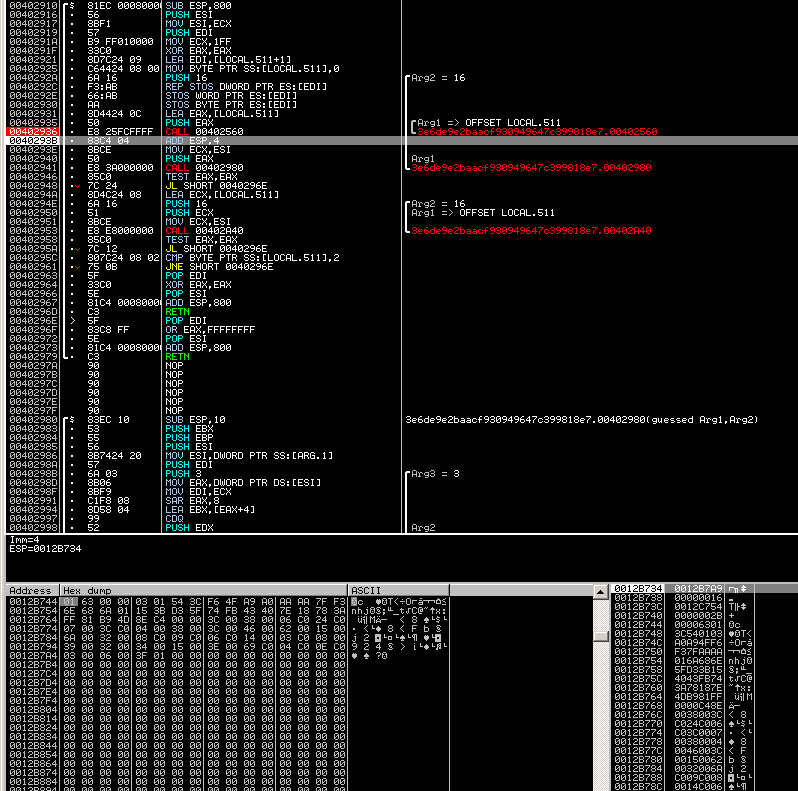 00402910 $ 81EC 00080000 SUB ESP,800
00402916 . 56 PUSH ESI
00402917 . 8BF1 MOV ESI,ECX
00402919 . 57 PUSH EDI
0040291A . B9 FF010000 MOV ECX,1FF
0040291F . 33C0 XOR EAX,EAX
00402921 . 8D7C24 09 LEA EDI,[LOCAL.511+1]
00402925 . C64424 08 00 MOV BYTE PTR SS:[LOCAL.511],0
0040292A . 6A 16 PUSH 16 Arg2 = 16
0040292C . F3:AB REP STOS DWORD PTR ES:[EDI]
0040292E . 66:AB STOS WORD PTR ES:[EDI]
00402930 . AA STOS BYTE PTR ES:[EDI]
00402931 . 8D4424 0C LEA EAX,[LOCAL.511]
00402935 . 50 PUSH EAX Arg1 => OFFSET LOCAL.511
00402936 . E8 25FCFFFF CALL 00402560 3e6de9e2baacf930949647c399818e7.00402560
0040293B . 83C4 04 ADD ESP,4
0040293E . 8BCE MOV ECX,ESI
00402940 . 50 PUSH EAX Arg1
00402941 . E8 3A000000 CALL 00402980 3e6de9e2baacf930949647c399818e7.00402980
00402946 . 85C0 TEST EAX,EAX
00402948 . 7C 24 JL SHORT 0040296E
0040294A . 8D4C24 08 LEA ECX,[LOCAL.511]
0040294E . 6A 16 PUSH 16 Arg2 = 16
00402950 . 51 PUSH ECX Arg1 => OFFSET LOCAL.511
00402951 . 8BCE MOV ECX,ESI
00402953 . E8 E8000000 CALL 00402A40 3e6de9e2baacf930949647c399818e7.00402A40
00402958 . 85C0 TEST EAX,EAX
0040295A . 7C 12 JL SHORT 0040296E
0040295C . 807C24 08 02 CMP BYTE PTR SS:[LOCAL.511],2
00402961 . 75 0B JNE SHORT 0040296E
00402963 . 5F POP EDI
00402964 . 33C0 XOR EAX,EAX
00402966 . 5E POP ESI
00402967 . 81C4 00080000 ADD ESP,800
0040296D . C3 RETN
0040296E > 5F POP EDI
0040296F . 83C8 FF OR EAX,FFFFFFFF
00402972 . 5E POP ESI
00402973 . 81C4 00080000 ADD ESP,800
00402979 . C3 RETN
0040297A 90 NOP
0040297B 90 NOP
0040297C 90 NOP
0040297D 90 NOP
0040297E 90 NOP
0040297F 90 NOP
00402980 $ 83EC 10 SUB ESP,10 3e6de9e2baacf930949647c399818e7.00402980(guessed Arg1,Arg2)
00402983 . 53 PUSH EBX
00402984 . 55 PUSH EBP
00402985 . 56 PUSH ESI
00402986 . 8B7424 20 MOV ESI,DWORD PTR SS:[ARG.1]
0040298A . 57 PUSH EDI
0040298B . 6A 03 PUSH 3 Arg3 = 3
0040298D . 8B06 MOV EAX,DWORD PTR DS:[ESI]
0040298F . 8BF9 MOV EDI,ECX
00402991 . C1F8 08 SAR EAX,8
00402994 . 8D58 04 LEA EBX,[EAX+4]
00402997 . 99 CDQ
00402998 . 52 PUSH EDX Arg2
Imm=4
ESP=0012B734
Address Hex dump ASCII
0012B744 01 63 00 00 03 01 54 3C F6 4F A9 A0 AA AA 7F F3
0012B754 6E 68 6A 01 15 3B D3 5F 74 FB 43 40 7E 18 78 3A
0012B764 FF 81 B9 4D 8E C4 00 00 3C 00 38 00 06 C0 24 C0
0012B774 07 00 3C C0 04 00 38 00 3C 00 46 00 62 00 15 00
0012B784 6A 00 32 00 08 C0 09 C0 06 C0 14 00 03 C0 08 00
0012B794 39 00 32 00 34 00 15 00 3E 00 69 C0 04 C0 0E C0
0012B7A4 03 00 06 00 3F 01 00 00 00 00 00 00 00 00 00 00
0012B7B4 00 00 00 00 00 00 00 00 00 00 00 00 00 00 00 00
0012B7C4 00 00 00 00 00 00 00 00 00 00 00 00 00 00 00 00
0012B7D4 00 00 00 00 00 00 00 00 00 00 00 00 00 00 00 00
0012B7E4 00 00 00 00 00 00 00 00 00 00 00 00 00 00 00 00
0012B7F4 00 00 00 00 00 00 00 00 00 00 00 00 00 00 00 00
0012B804 00 00 00 00 00 00 00 00 00 00 00 00 00 00 00 00
0012B814 00 00 00 00 00 00 00 00 00 00 00 00 00 00 00 00
0012B824 00 00 00 00 00 00 00 00 00 00 00 00 00 00 00 00
0012B834 00 00 00 00 00 00 00 00 00 00 00 00 00 00 00 00
0012B844 00 00 00 00 00 00 00 00 00 00 00 00 00 00 00 00
0012B854 00 00 00 00 00 00 00 00 00 00 00 00 00 00 00 00
0012B864 00 00 00 00 00 00 00 00 00 00 00 00 00 00 00 00
0012B874 00 00 00 00 00 00 00 00 00 00 00 00 00 00 00 00
0012B884 00 00 00 00 00 00 00 00 00 00 00 00 00 00 00 00
0012B734 0012B7A9
0012B738 00000016
0012B73C 0012C754
0012B740 0000002B
0012B744 00006301
0012B748 3C540103
0012B74C A0A94FF6
0012B750 F37FAAAA
0012B754 016A686E
0012B758 5FD33B15
0012B75C 4043FB74
0012B760 3A78187E
0012B764 4DB981FF
0012B768 0000C48E
0012B76C 0038003C
0012B770 C024C006
0012B774 C03C0007
0012B778 00380004
0012B77C 0046003C
0012B780 00150062
0012B784 0032006A
0012B788 C009C008
0012B78C 0014C006